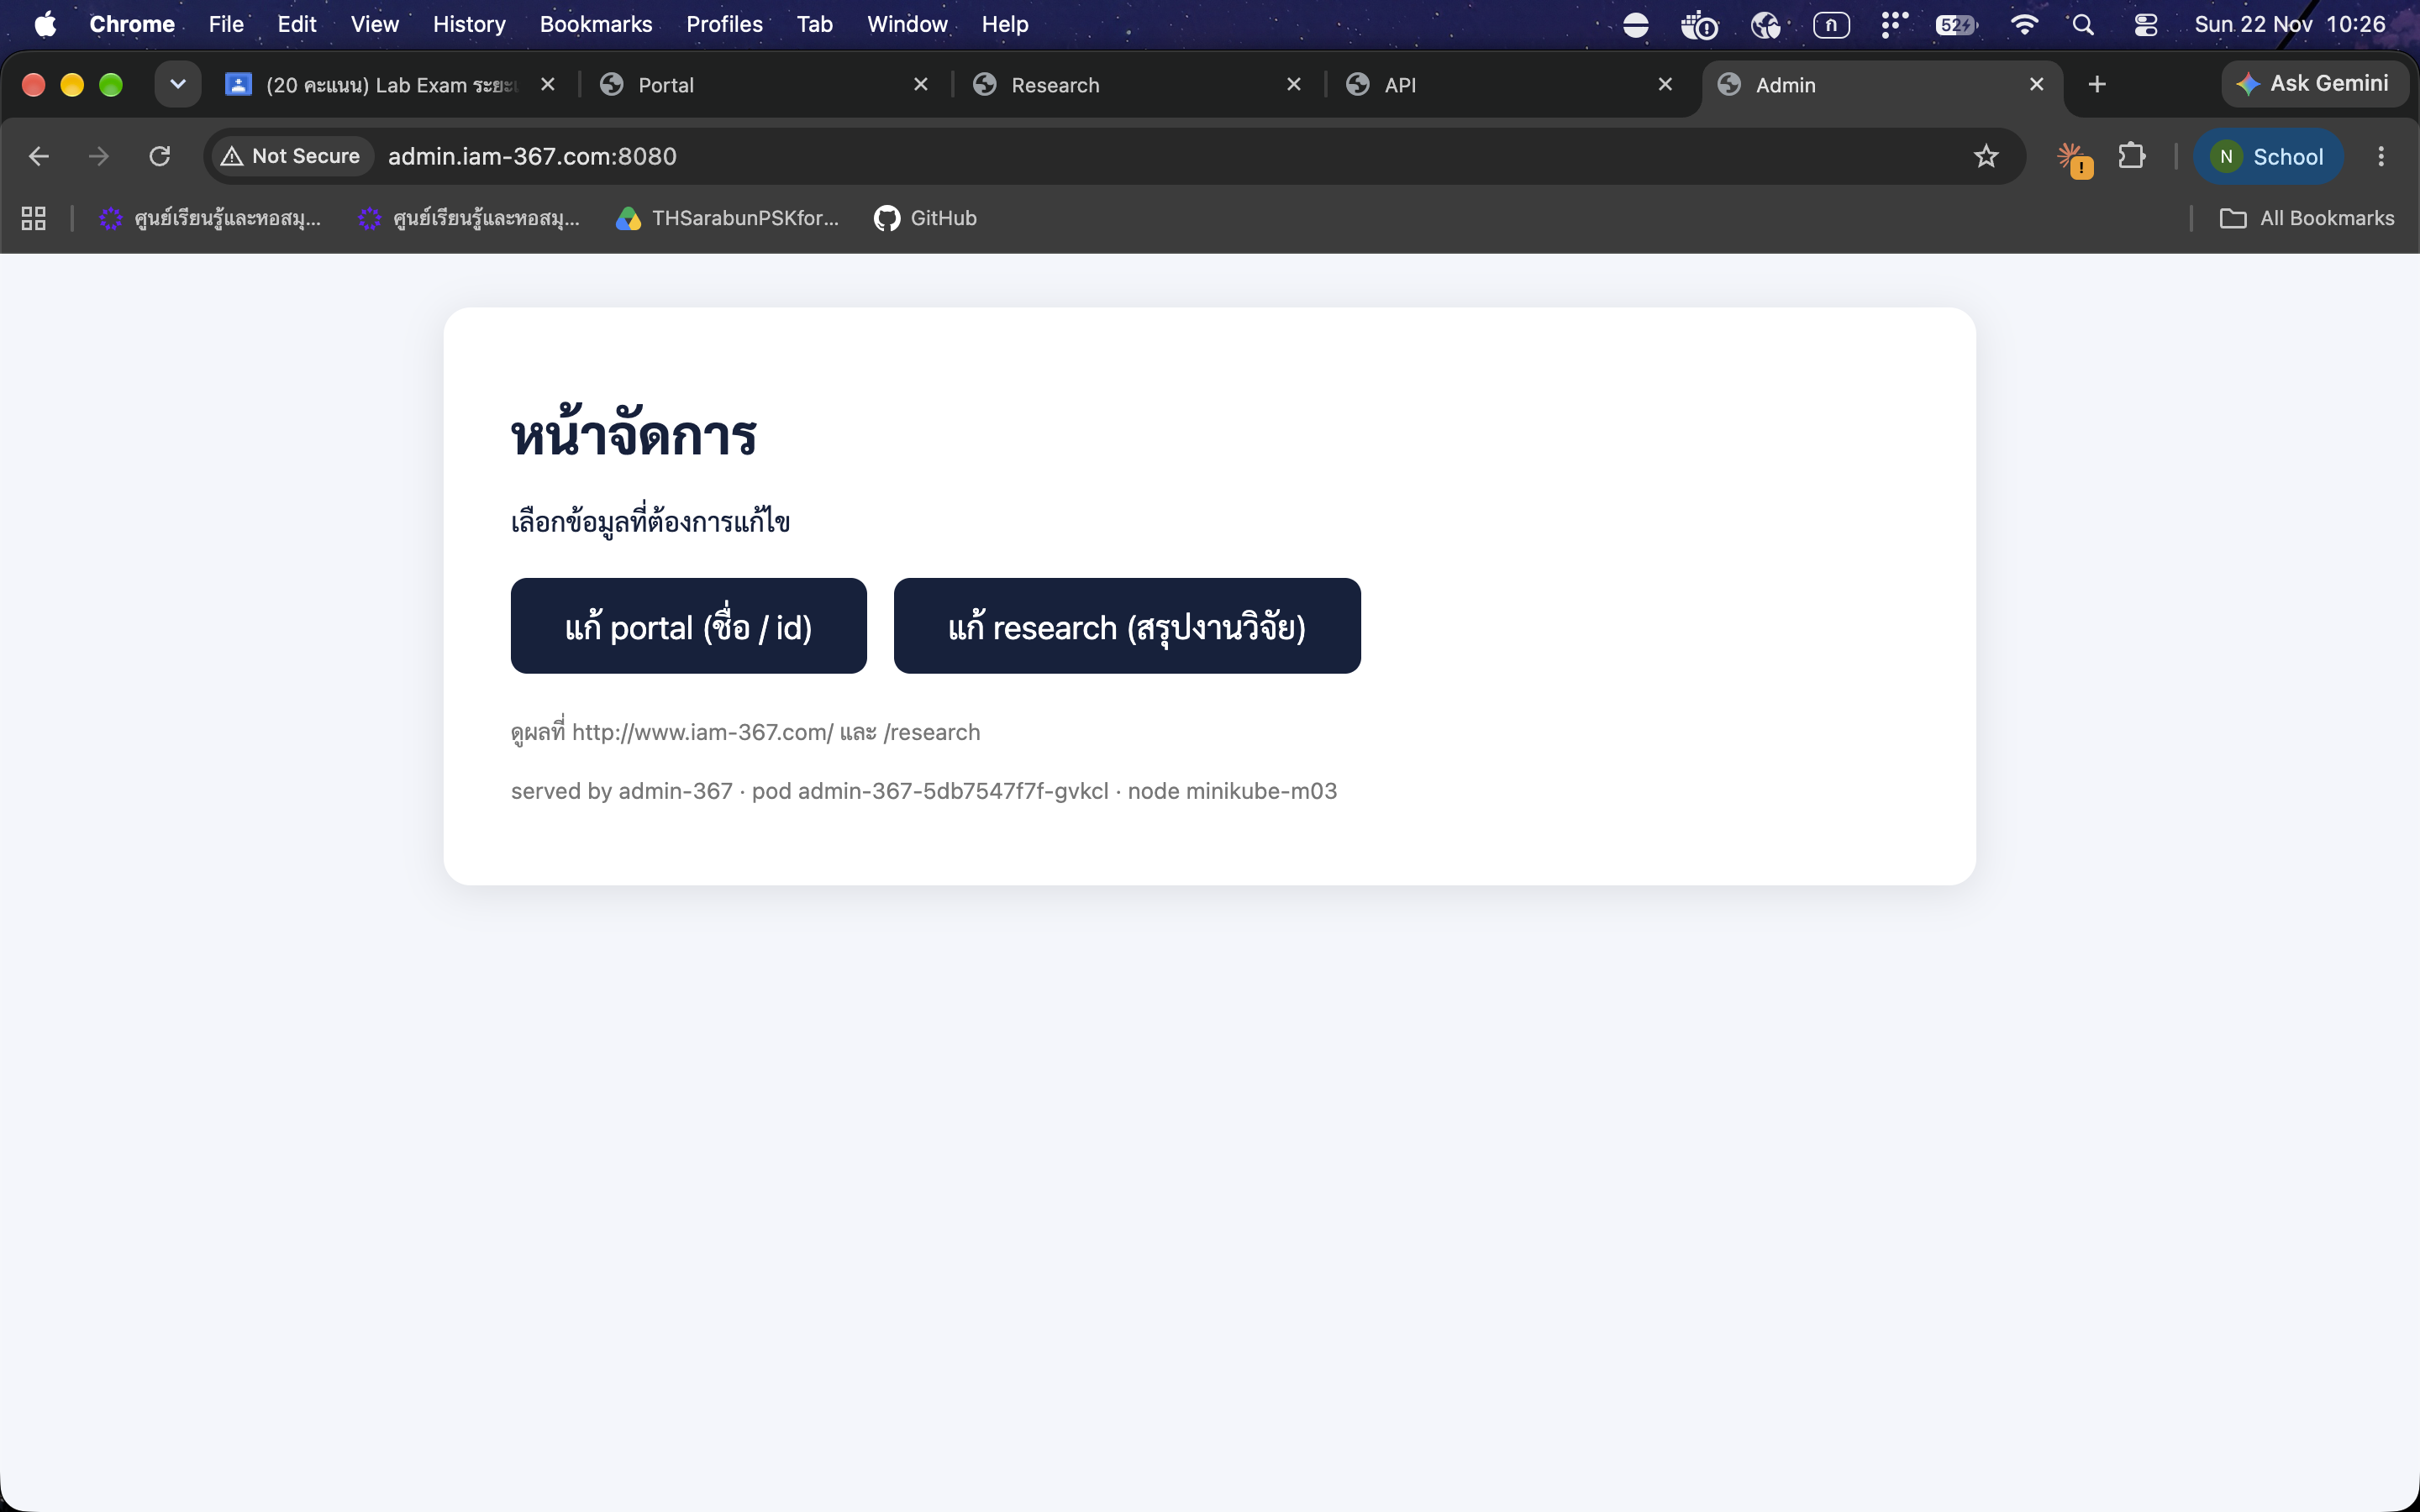 Chrome File Edit View History Bookmarks Profiles Tab Window Help ก 52 Sun 22 Nov 10:26
(20 คะแนน) Lab Exam Portal Research API Admin Ask Gemini
Not Secure admin.iam-367.com:8080 N School
ศูนย์เรียนรู้และหอสมุ... ศูนย์เรียนรู้และหอสมุ... THSarabunPSKfor... GitHub All Bookmarks
หน้าจัดการ
เลือกข้อมูลที่ต้องการแก้ไข
แก้ portal (ชื่อ / id) แก้ research (สรุปงานวิจัย)
ดูผลที่ http://www.iam-367.com/ และ /research
served by admin-367 · pod admin-367-5db7547f7f-gvkcl · node minikube-m03